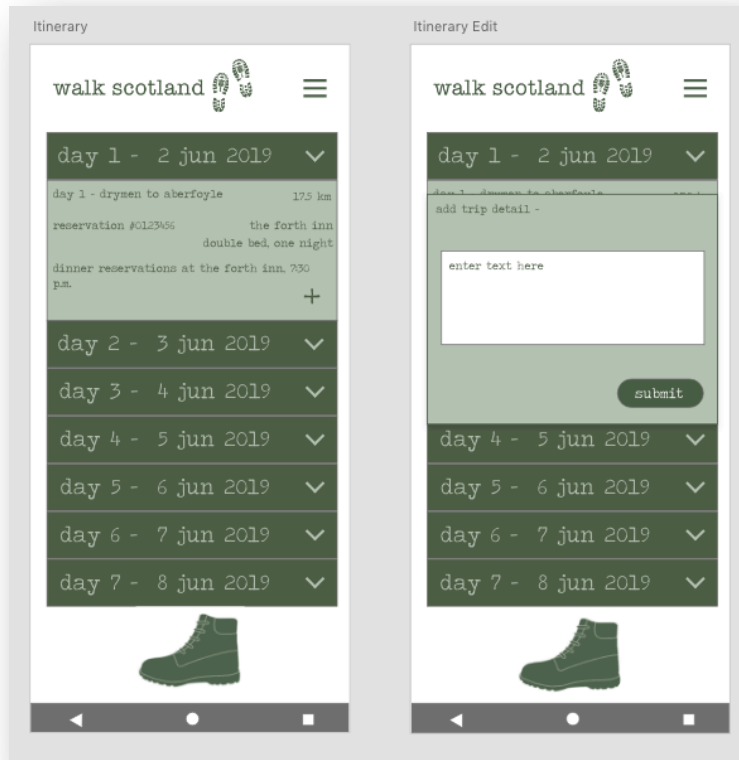 Itinerary
walk scotland
day 1 - 2 jun 2019
day 1 - drymen to aberfoyle 17.5 km
reservation #0123456 the forth inn
double bed, one night
dinner reservations at the forth inn, 7:30
p.m.
+
day 2 - 3 jun 2019
day 3 - 4 jun 2019
day 4 - 5 jun 2019
day 5 - 6 jun 2019
day 6 - 7 jun 2019
day 7 - 8 jun 2019
Itinerary Edit
walk scotland
day 1 - 2 jun 2019
day 1 - drymen to aberfoyle
add trip detail -
enter text here
submit
day 4 - 5 jun 2019
day 5 - 6 jun 2019
day 6 - 7 jun 2019
day 7 - 8 jun 2019